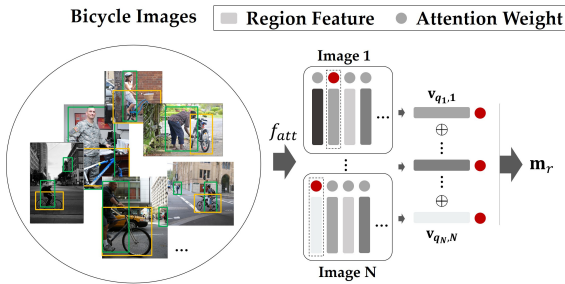 Bicycle Images
Region Feature
Attention Weight
Image 1
...
f_att
Image N
...
v_{q_1,1}
⊕
⊕
v_{q_N,N}
m_r
...